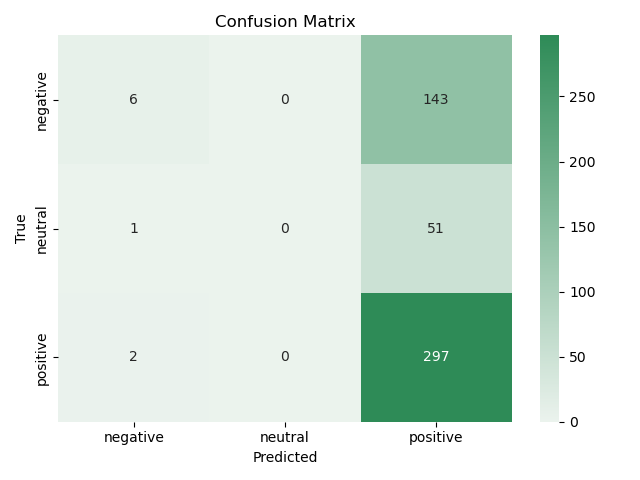 Confusion Matrix
True
negative
6 0 143
neutral
1 0 51
positive
2 0 297
negative neutral positive
Predicted
250
200
150
100
50
0